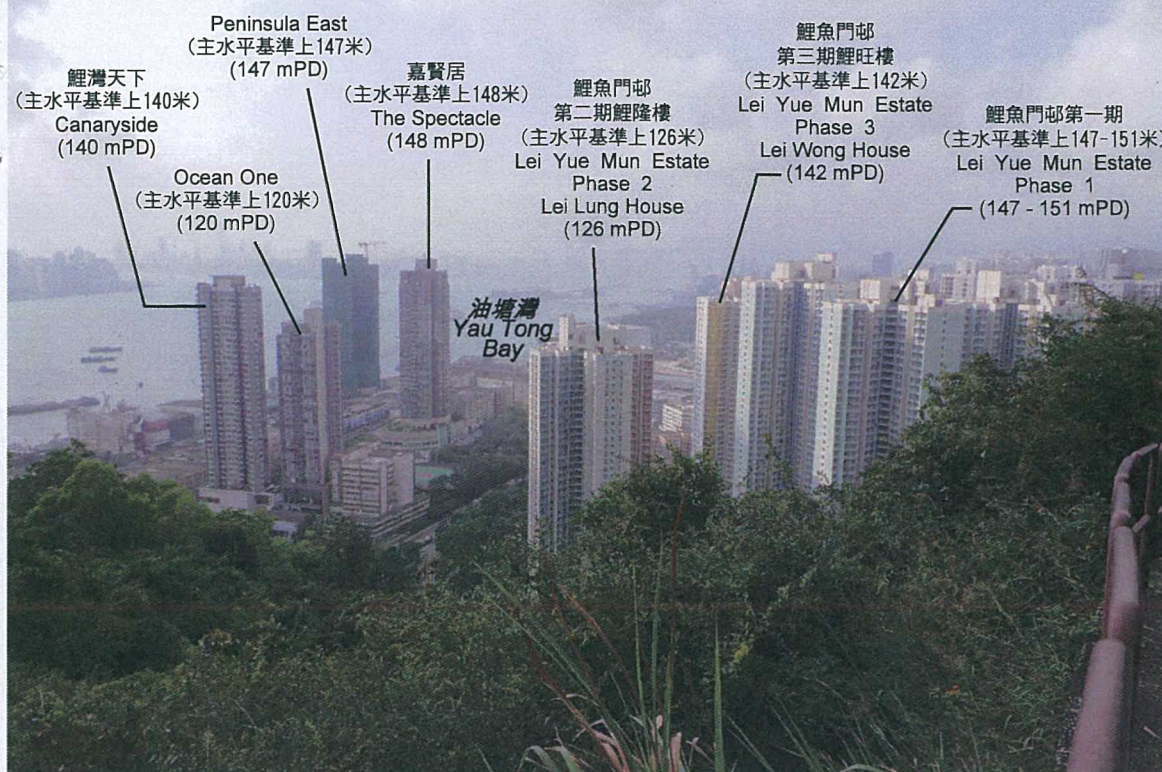 鯉灣天下
(主水平基準上140米)
Canaryside
(140 mPD)
Peninsula East
(主水平基準上147米)
(147 mPD)
Ocean One
(主水平基準上120米)
(120 mPD)
嘉賢居
(主水平基準上148米)
The Spectacle
(148 mPD)
油塘灣
Yau Tong
Bay
鯉魚門邨
第二期鯉隆樓
(主水平基準上126米)
Lei Yue Mun Estate
Phase 2
Lei Lung House
(126 mPD)
鯉魚門邨
第三期鯉旺樓
(主水平基準上142米)
Lei Yue Mun Estate
Phase 3
Lei Wong House
(142 mPD)
鯉魚門邨第一期
(主水平基準上147-151米)
Lei Yue Mun Estate
Phase 1
(147 - 151 mPD)